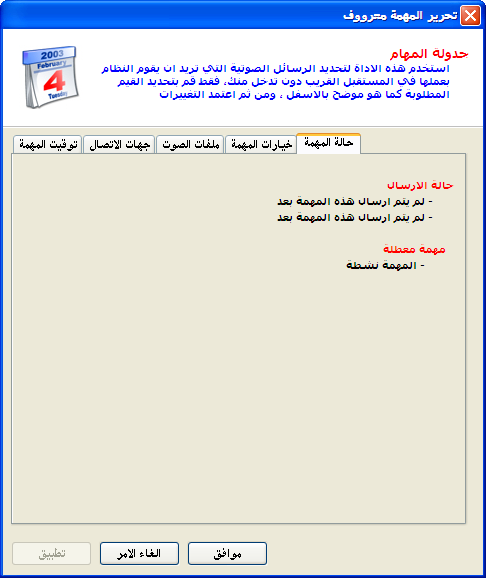 تحرير المهمة معرووف
جدولة المهام
استخدم هذه الاداة لتحديد الرسائل الصوتية التي تريد ان يقوم النظام
بعملها في المستقبل القريب دون تدخل منك، فقط قم بتحديد القيم
المطلوبة كما هو موضح بالاسفل ، ومن ثم اعتمد التغييرات
2003
February
4
Tuesday
حالة المهمة
خيارات المهمة
ملفات الصوت
جهات الاتصال
توقيت المهمة
حالة الارسال
- لم يتم ارسال هذه المهمة بعد
- لم يتم ارسال هذه المهمة بعد
مهمة معطلة
- المهمة نشطة
موافق
الغاء الامر
تطبيق